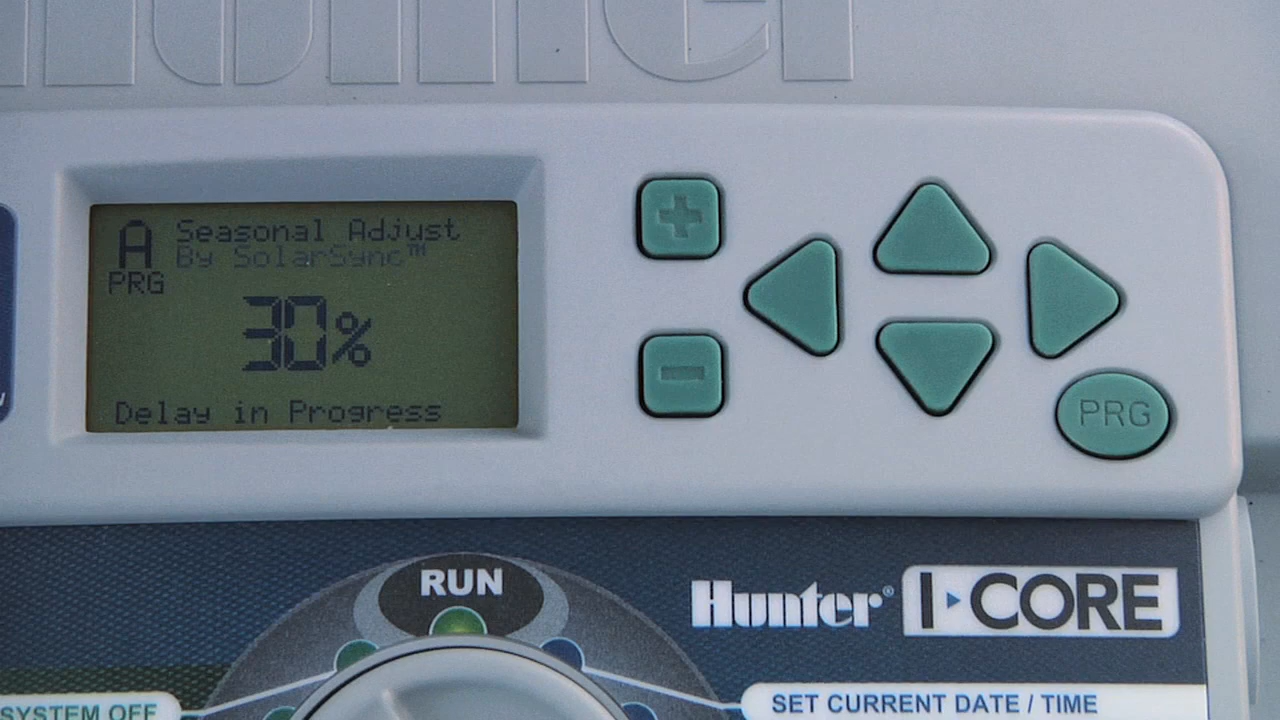 Hunter
A Seasonal Adjust
By SolarSync™
PRG
30%
Delay in Progress
PRG
RUN
Hunter® I CORE
SYSTEM OFF
SET CURRENT DATE / TIME